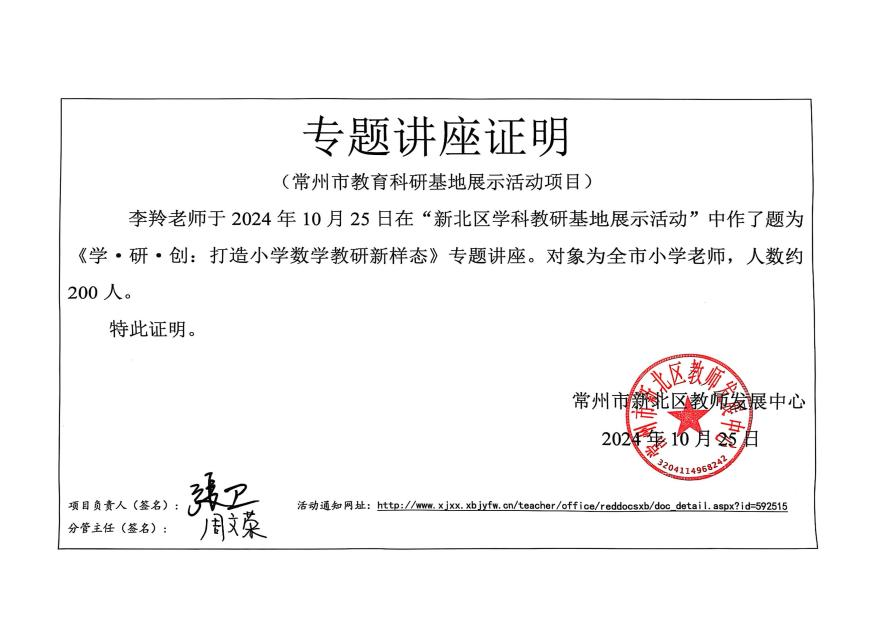 专题讲座证明
（常州市教育科研基地展示活动项目）
李羚老师于 2024 年 10 月 25 日在“新北区学科教研基地展示活动”中作了题为
《学·研·创：打造小学数学教研新样态》专题讲座。对象为全市小学老师，人数约
200 人。
特此证明。
常州市新北区教师发展中心
2024 年 10 月 25 日
常州市新北区教师发展中心
3204114968242
项目负责人（签名）：張卫
活动通知网址：http://www.xjxx.xbjyfw.cn/teacher/office/reddocsxb/doc_detail.aspx?id=592515
分管主任（签名）：周文荣